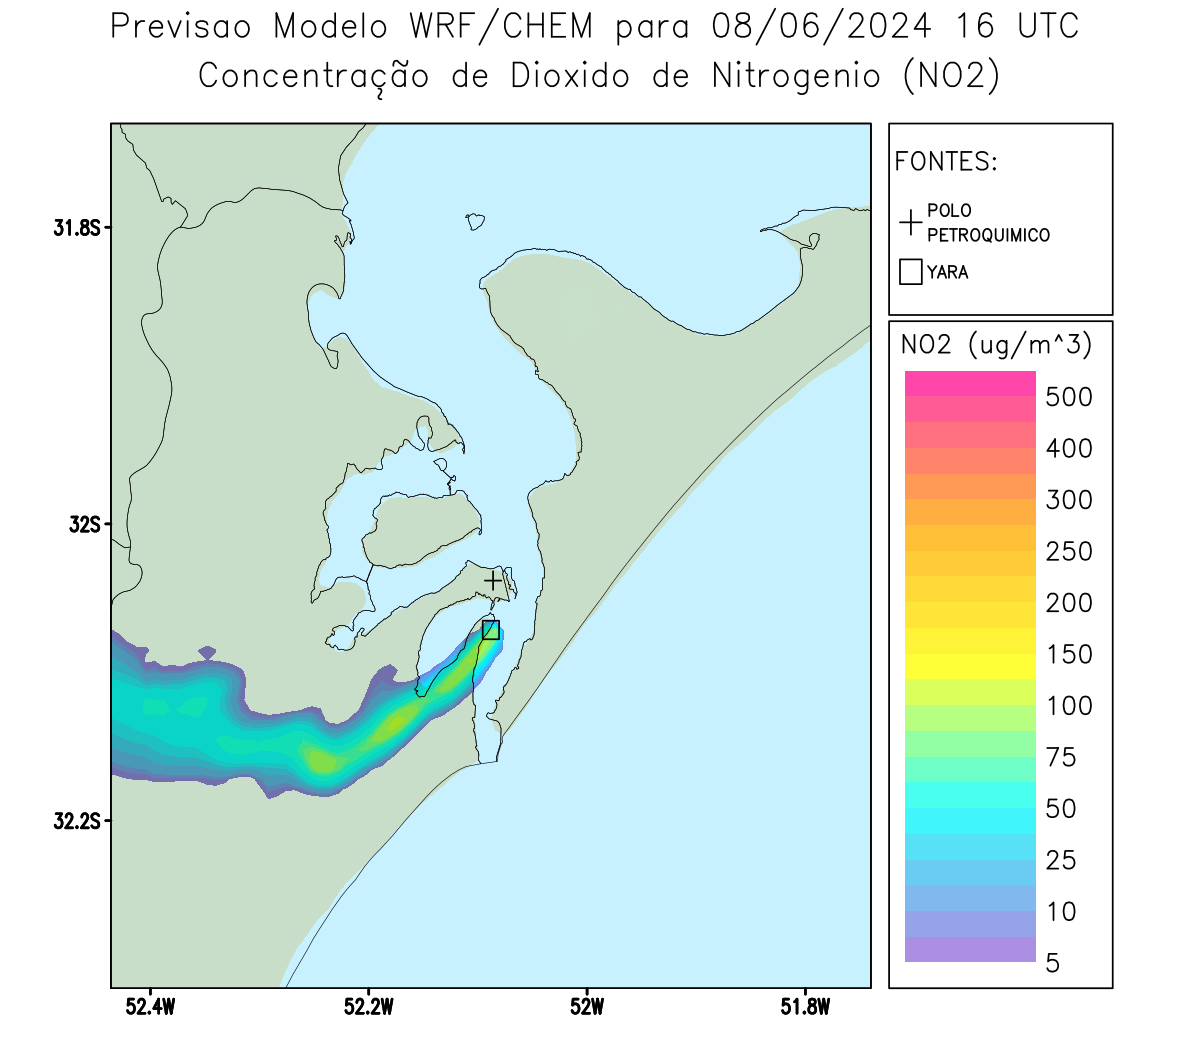 Previsao Modelo WRF/CHEM para 08/06/2024 16 UTC
Concentração de Dioxido de Nitrogenio (NO2)
FONTES:
POLO
PETROQUIMICO
YARA
31.8S
32S
32.2S
52.4W
52.2W
52W
51.8W
NO2 (ug/m^3)
500
400
300
250
200
150
100
75
50
25
10
5